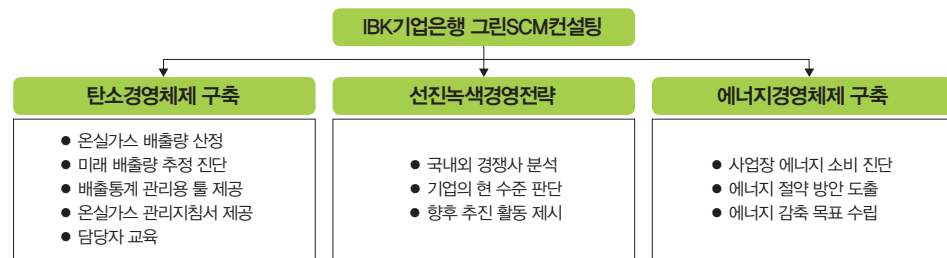 IBK기업은행 그린SCM컨설팅
탄소경영체제 구축
● 온실가스 배출량 산정
● 미래 배출량 추정 진단
● 배출통계 관리용 툴 제공
● 온실가스 관리지침서 제공
● 담당자 교육
선진녹색경영전략
● 국내외 경쟁사 분석
● 기업의 현 수준 판단
● 향후 추진 활동 제시
에너지경영체제 구축
● 사업장 에너지 소비 진단
● 에너지 절약 방안 도출
● 에너지 감축 목표 수립